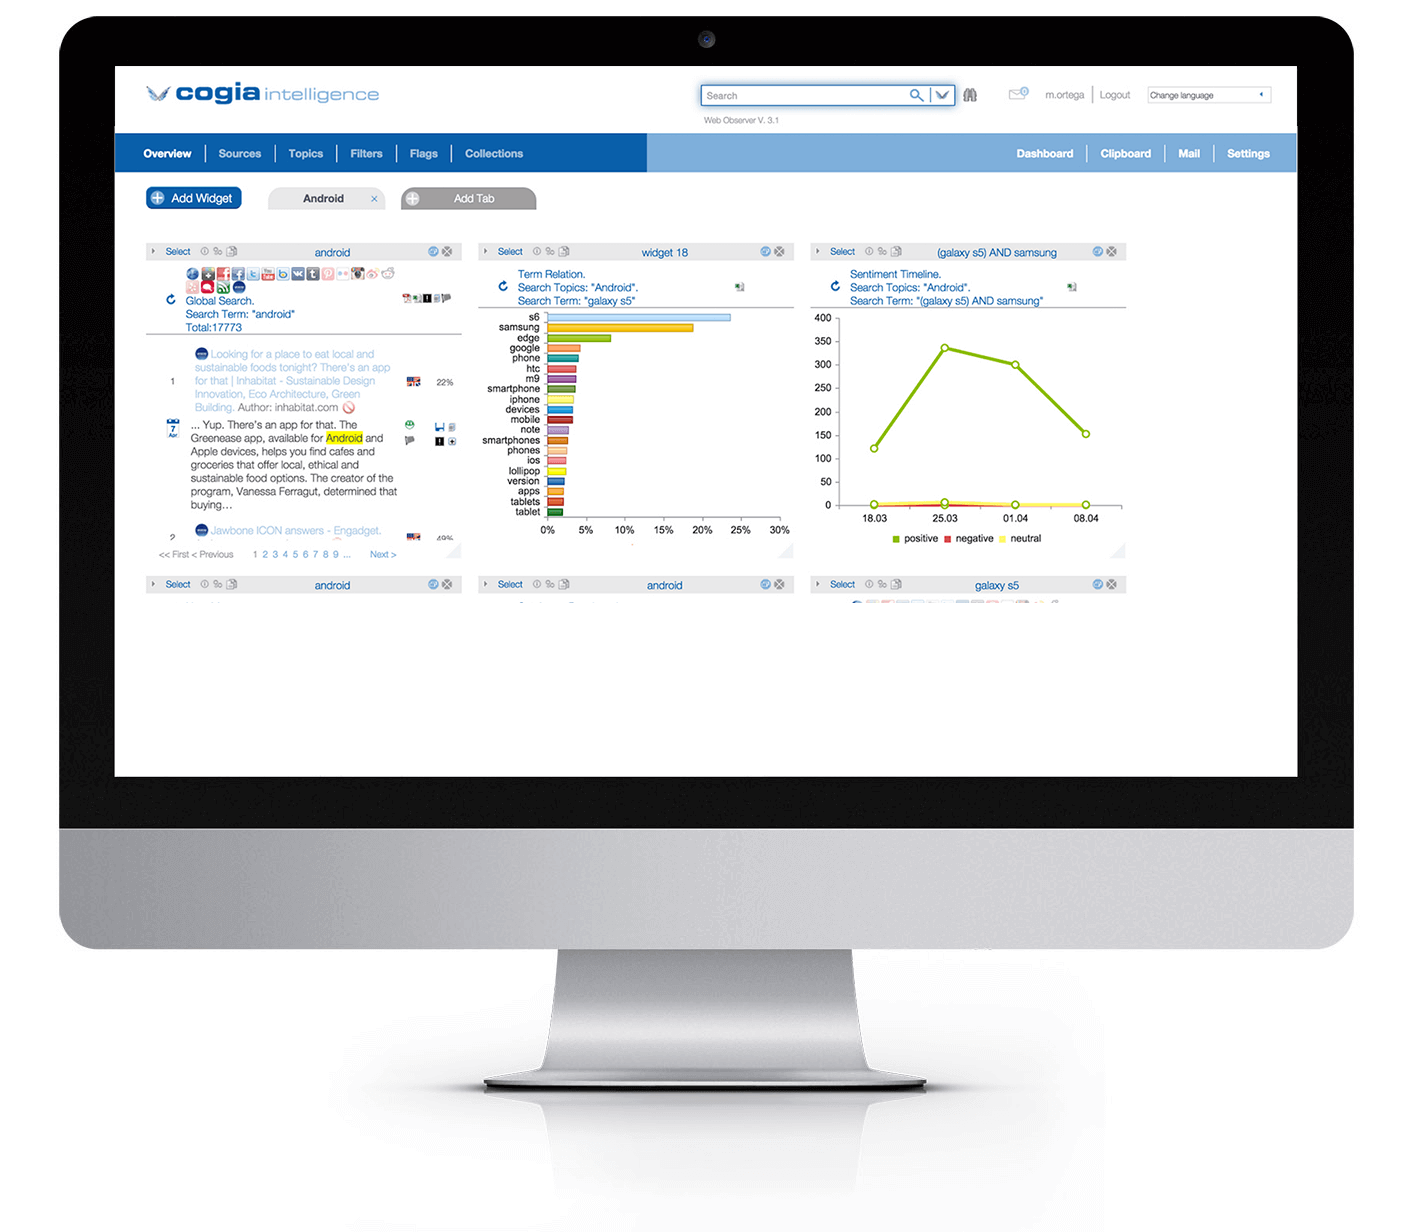 cogia intelligence
Search
Web Observer V. 3.1
m.ortega
Logout
Change language
Overview
Sources
Topics
Filters
Flags
Collections
Dashboard
Clipboard
Mail
Settings
Add Widget
Android
Add Tab
Select
android
Global Search.
Search Term: "android"
Total:17773
1
Looking for a place to eat local and
sustainable foods tonight? There's an app
for that | Inhabitat - Sustainable Design
Innovation, Eco Architecture, Green
Building. Author: inhabitat.com
22%
7
Apr.
... Yup. There's an app for that. The
Greenease app, available for Android and
Apple devices, helps you find cafes and
groceries that offer local, ethical and
sustainable food options. The creator of the
program, Vanessa Ferragut, determined that
buying...
2
Jawbone ICON answers - Engadget.
49%
<< First < Previous
1 2 3 4 5 6 7 8 9 ...
Next >
Select
widget 18
Term Relation.
Search Topics: "Android".
Search Term: "galaxy s5"
s6
samsung
edge
google
phone
htc
m9
smartphone
iphone
devices
mobile
note
smartphones
phones
ios
lollipop
version
apps
tablets
tablet
0% 5% 10% 15% 20% 25% 30%
Select
(galaxy s5) AND samsung
Sentiment Timeline.
Search Topics: "Android".
Search Term: "(galaxy s5) AND samsung"
400
350
300
250
200
150
100
50
0
18.03 25.03 01.04 08.04
positive negative neutral
Select
android
Select
android
Select
galaxy s5